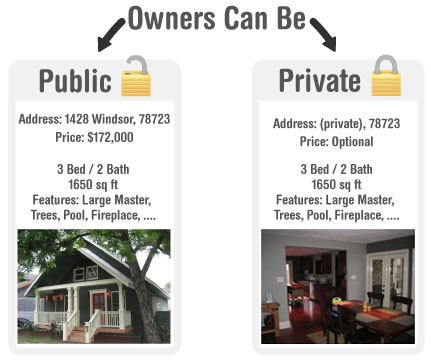 Owners Can Be
Public
Address: 1428 Windsor, 78723
Price: $172,000
3 Bed / 2 Bath
1650 sq ft
Features: Large Master,
Trees, Pool, Fireplace, ....
Private
Address: (private), 78723
Price: Optional
3 Bed / 2 Bath
1650 sq ft
Features: Large Master,
Trees, Pool, Fireplace, ....